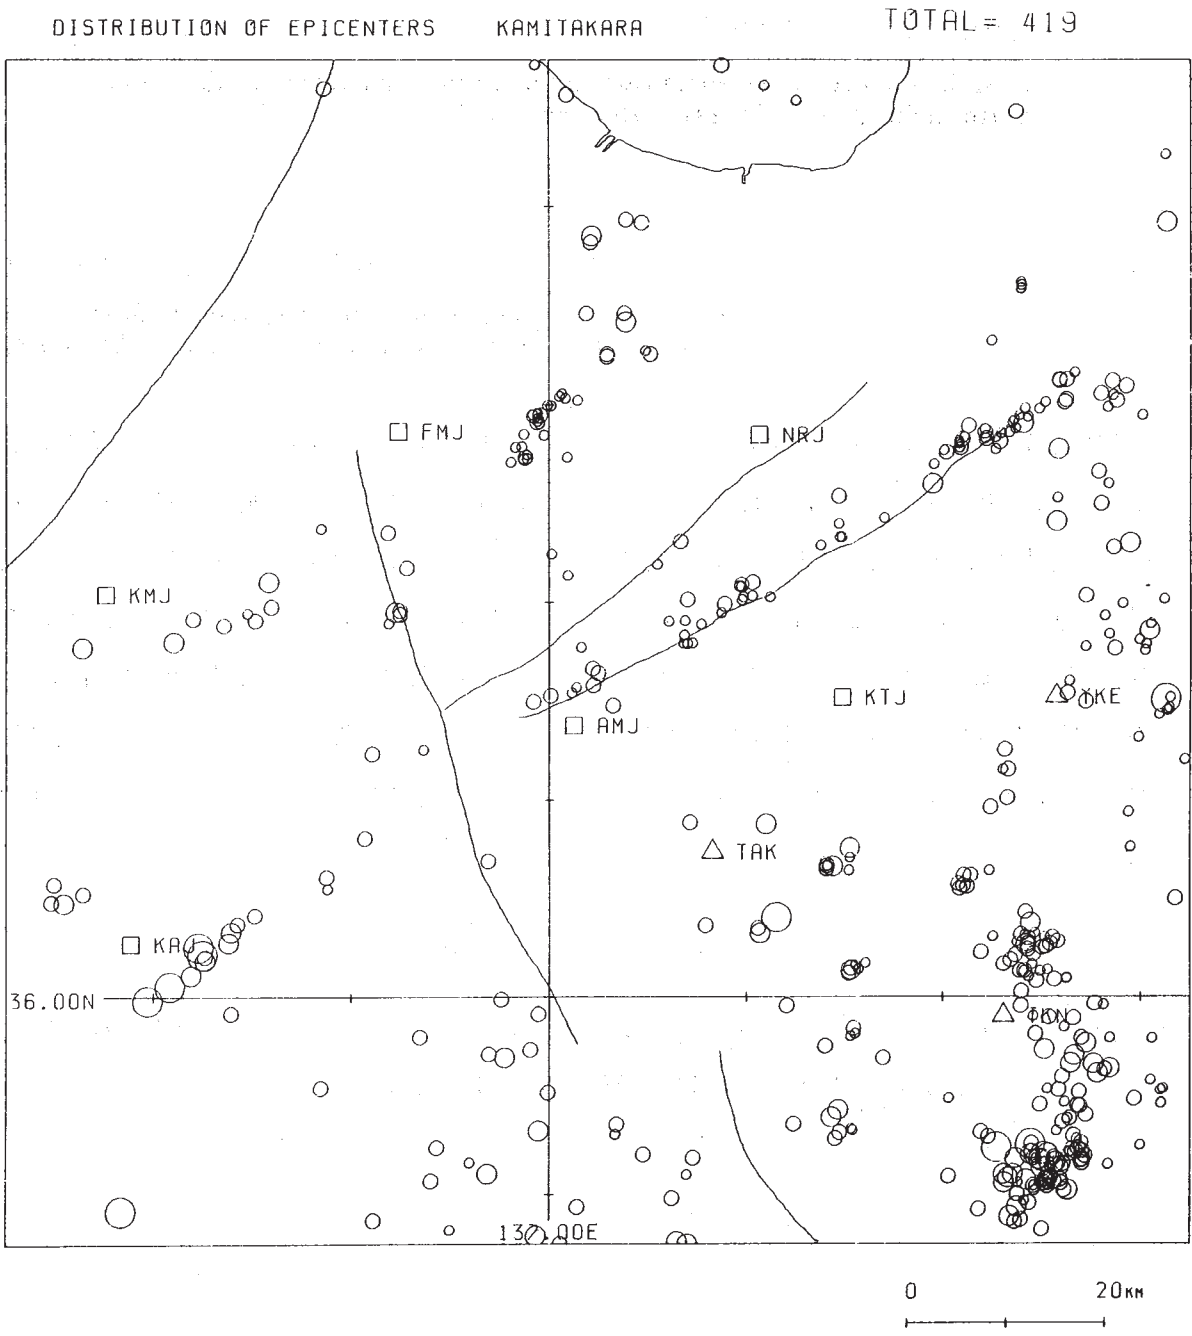 DISTRIBUTION OF EPICENTERS KAMITAKARA TOTAL= 419
FMJ
NRJ
KMJ
KTJ
YKE
AMJ
TAK
KAJ
36.00N
TKN
137.00E
0 20KM